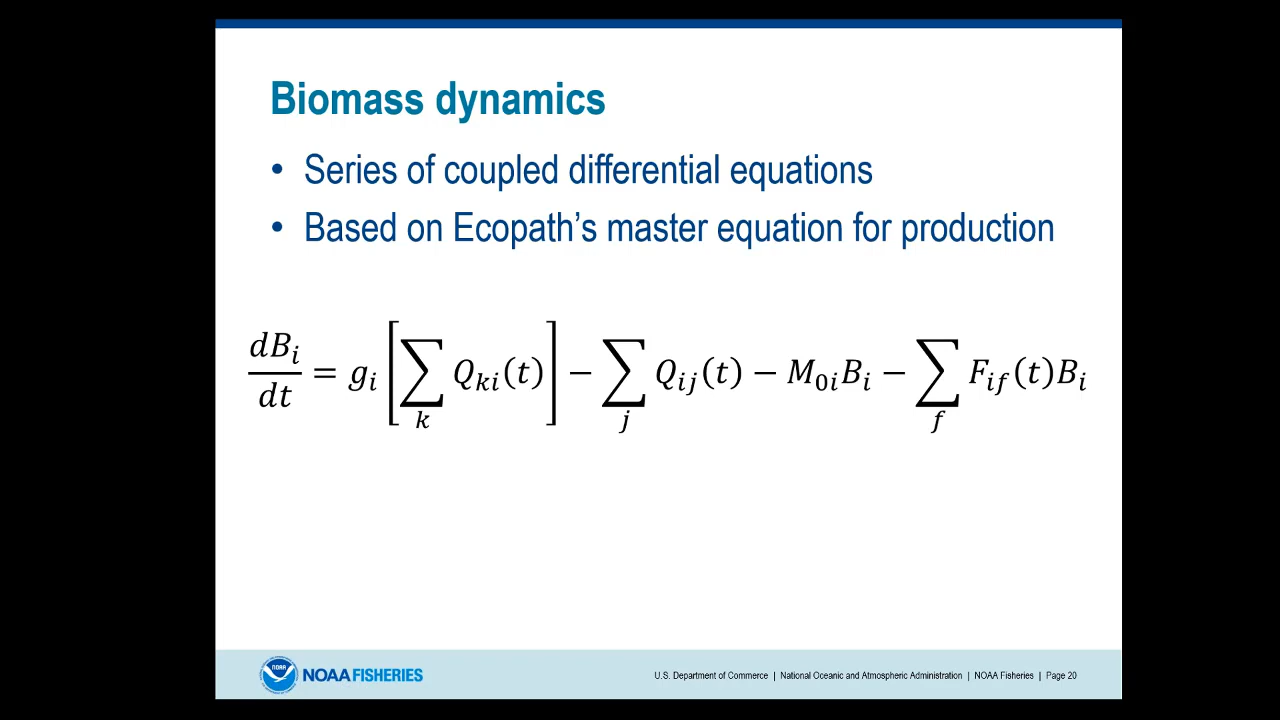 Biomass dynamics
• Series of coupled differential equations
• Based on Ecopath’s master equation for production
dB_i/dt = g_i [∑_k Q_ki(t)] − ∑_j Q_ij(t) − M_0i B_i − ∑_f F_if(t)B_i
NOAA NOAA FISHERIES
U.S. Department of Commerce | National Oceanic and Atmospheric Administration | NOAA Fisheries | Page 20